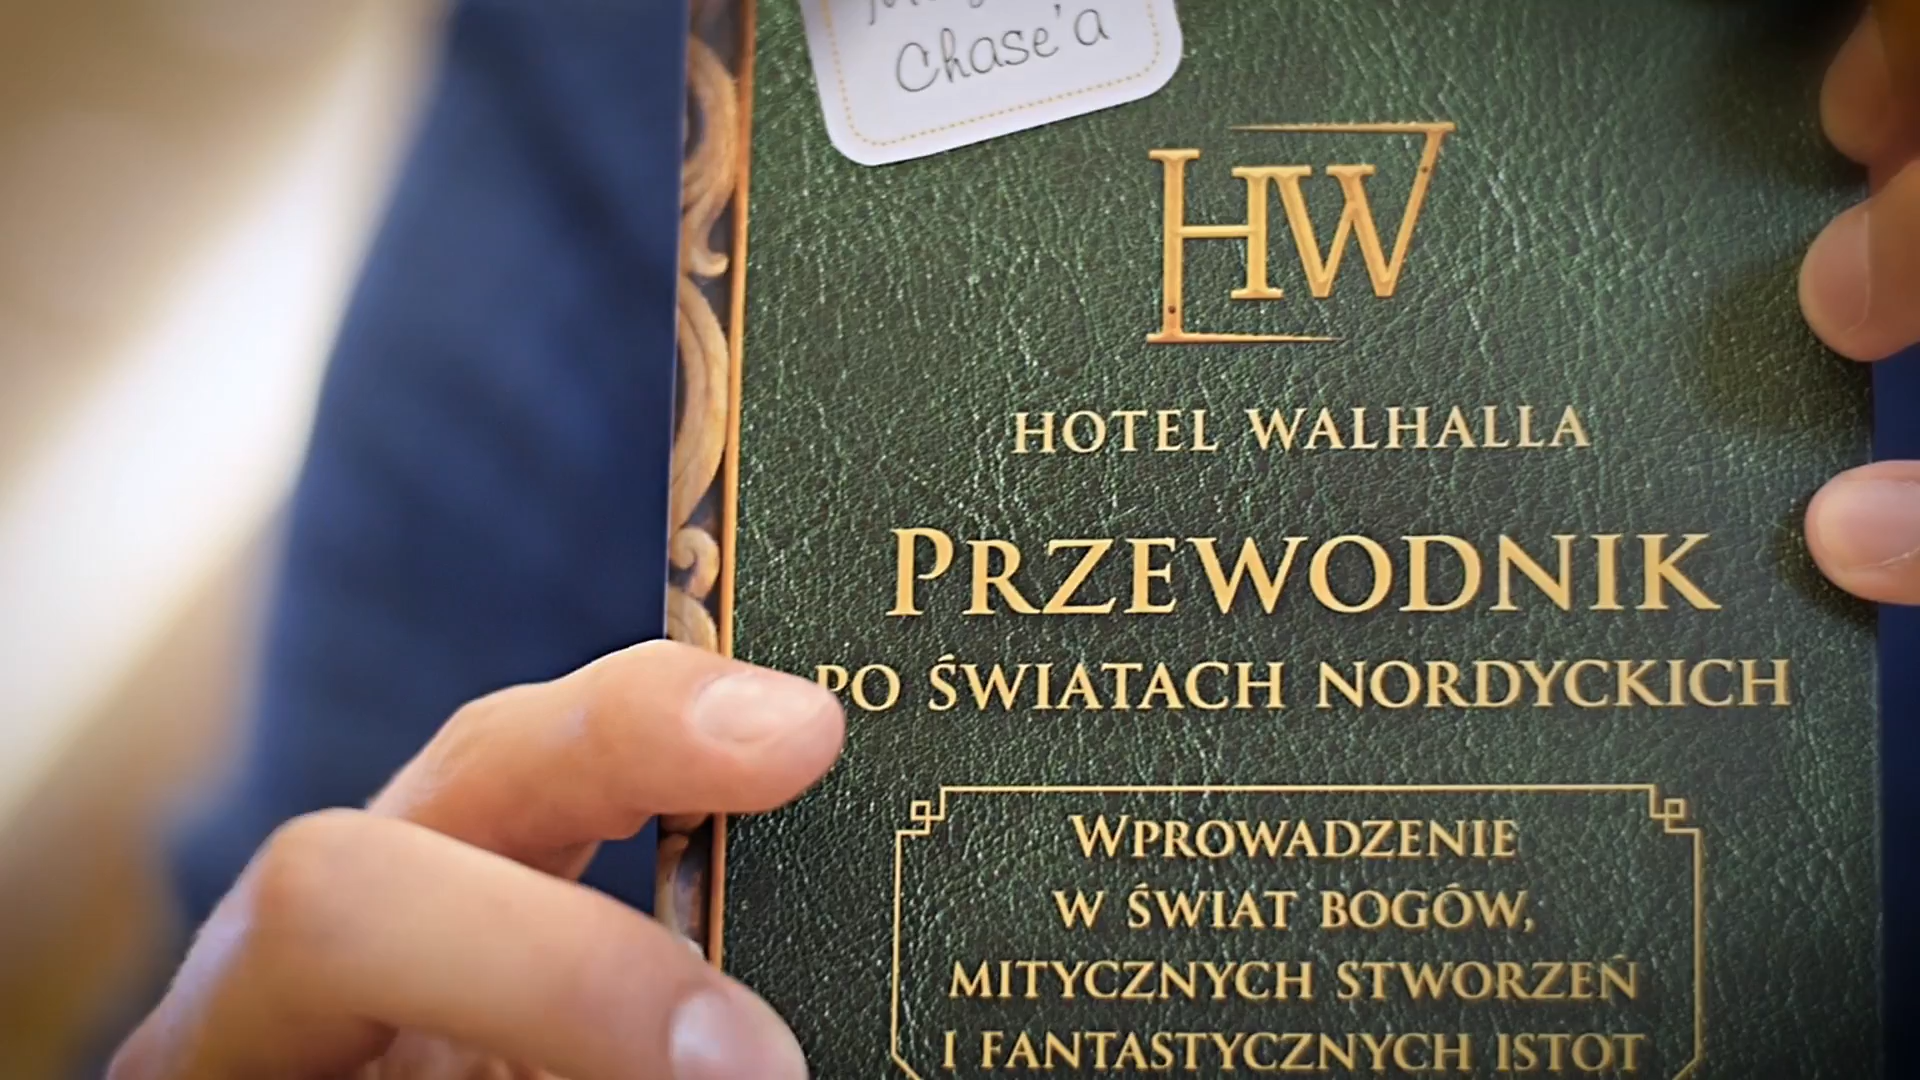 Chase'a
HW
HOTEL WALHALLA
PRZEWODNIK
PO ŚWIATACH NORDYCKICH
WPROWADZENIE
W ŚWIAT BOGÓW,
MITYCZNYCH STWORZEŃ
I FANTASTYCZNYCH ISTOT